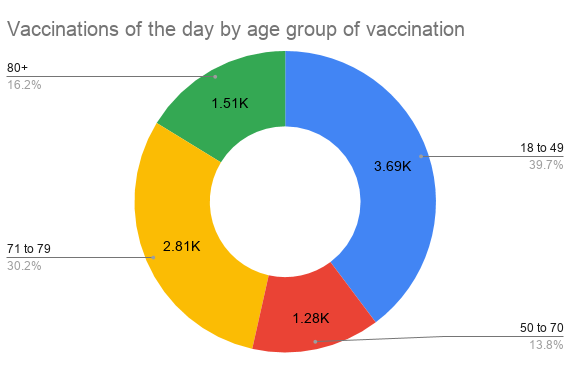 Vaccinations of the day by age group of vaccination
80+
16.2%
1.51K
18 to 49
39.7%
3.69K
71 to 79
30.2%
2.81K
50 to 70
13.8%
1.28K